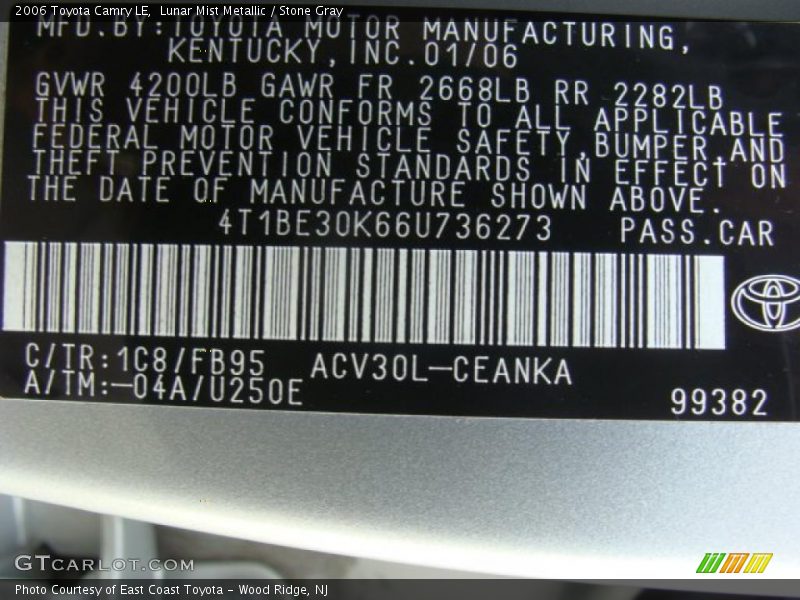 2006 Toyota Camry LE,  Lunar Mist Metallic / Stone Gray
MFD.BY:TOYOTA MOTOR MANUFACTURING,
KENTUCKY,INC.01/06
GVWR 4200LB GAWR FR 2668LB RR 2282LB
THIS VEHICLE CONFORMS TO ALL APPLICABLE
FEDERAL MOTOR VEHICLE SAFETY,BUMPER,AND
THEFT PREVENTION STANDARDS IN EFFECT ON
THE DATE OF MANUFACTURE SHOWN ABOVE.
4T1BE30K66U736273 PASS.CAR
C/TR:1C8/FB95 ACV30L-CEANKA
A/TM:-04A/U250E
99382
GTCARLOT.COM
Photo Courtesy of East Coast Toyota - Wood Ridge, NJ